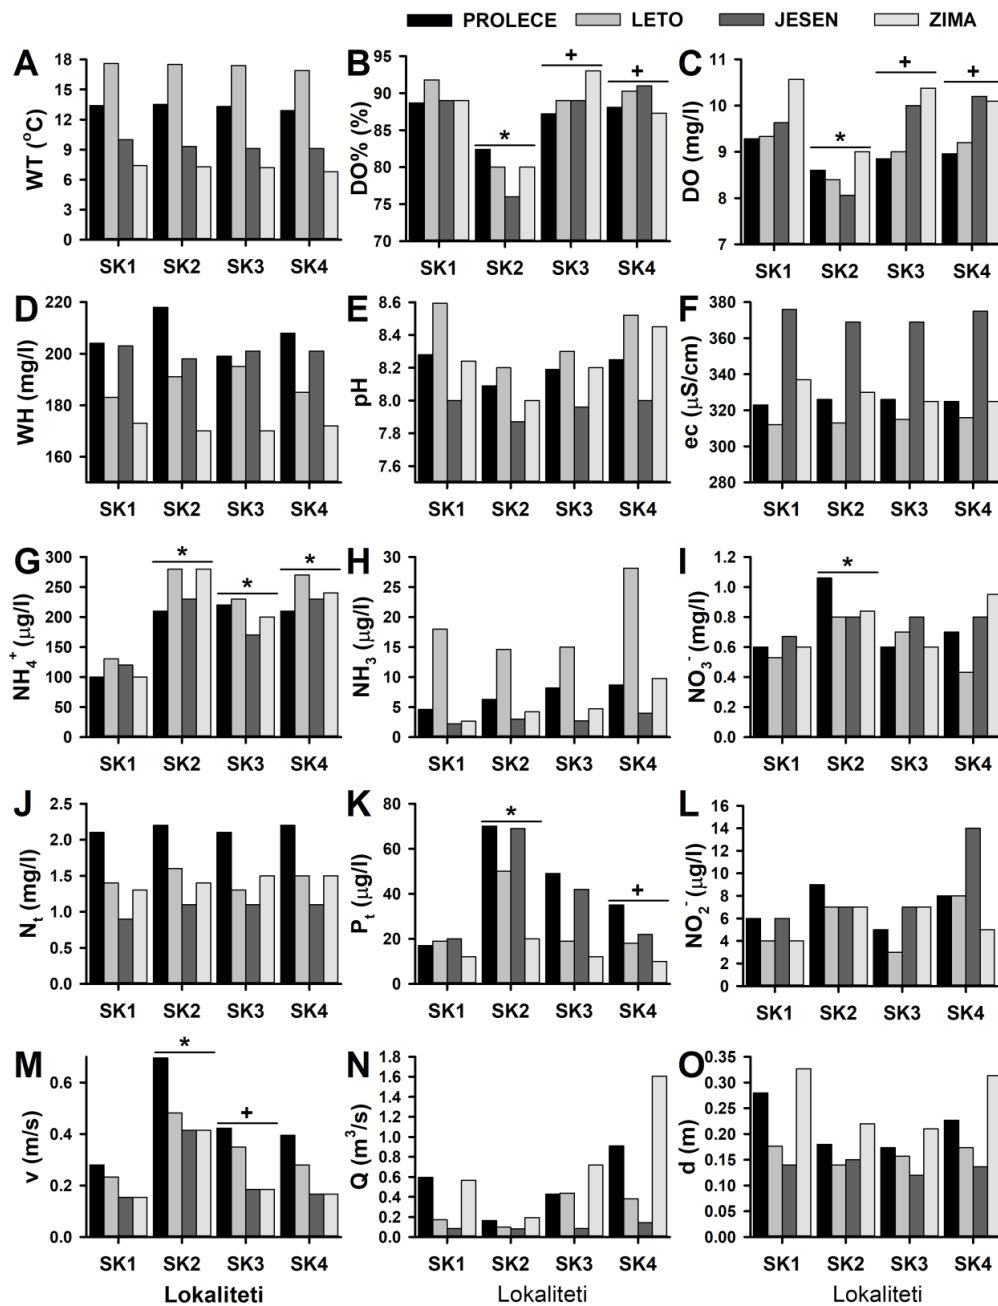 PROLECE LETO JESEN ZIMA
A
WT (°C)
18
15
12
9
6
3
0
SK1 SK2 SK3 SK4
B
DO% (%)
95
90
85
80
75
70
* + +
SK1 SK2 SK3 SK4
C
DO (mg/l)
11
10
9
8
7
* + +
SK1 SK2 SK3 SK4
D
WH (mg/l)
220
200
180
160
SK1 SK2 SK3 SK4
E
pH
8.6
8.4
8.2
8.0
7.8
7.6
SK1 SK2 SK3 SK4
F
ec (µS/cm)
380
360
340
320
300
280
SK1 SK2 SK3 SK4
G
NH₄⁺ (µg/l)
300
250
200
150
100
50
0
* * *
SK1 SK2 SK3 SK4
H
NH₃ (µg/l)
30
25
20
15
10
5
0
SK1 SK2 SK3 SK4
I
NO₃⁻ (mg/l)
1.2
1.0
0.8
0.6
0.4
0.2
0.0
*
SK1 SK2 SK3 SK4
J
Nₜ (mg/l)
2.5
2.0
1.5
1.0
0.5
0.0
SK1 SK2 SK3 SK4
K
Pₜ (µg/l)
80
60
40
20
0
* +
SK1 SK2 SK3 SK4
L
NO₂⁻ (µg/l)
16
14
12
10
8
6
4
2
0
SK1 SK2 SK3 SK4
M
v (m/s)
0.6
0.4
0.2
0.0
* +
SK1 SK2 SK3 SK4
Lokaliteti
N
Q (m³/s)
1.8
1.6
1.4
1.2
1.0
0.8
0.6
0.4
0.2
0.0
SK1 SK2 SK3 SK4
Lokaliteti
O
d (m)
0.35
0.30
0.25
0.20
0.15
0.10
0.05
0.00
SK1 SK2 SK3 SK4
Lokaliteti